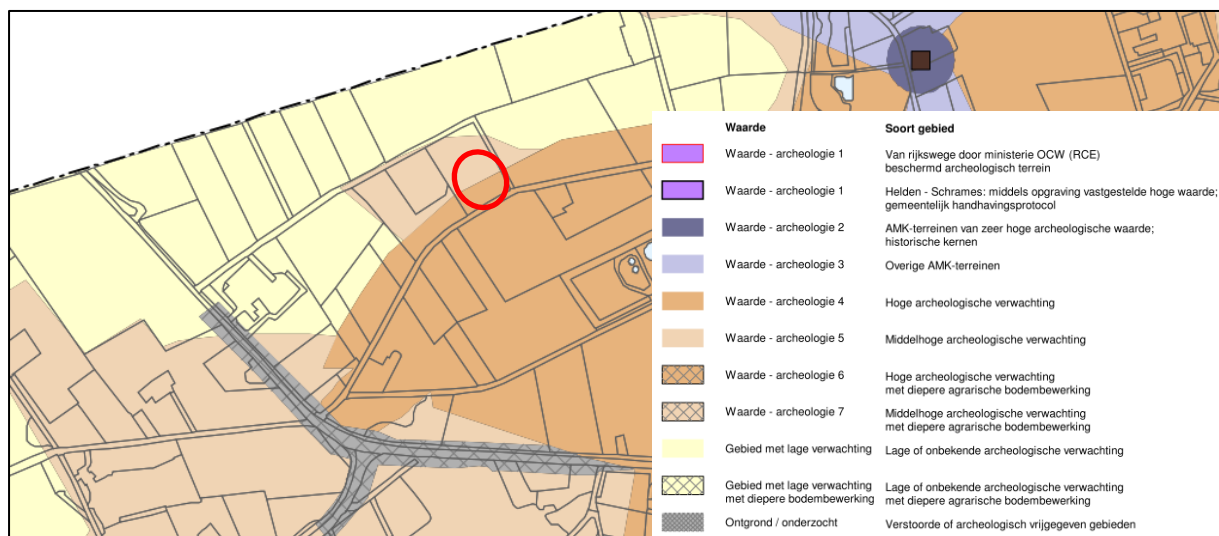 Waarde Soort gebied
Waarde - archeologie 1 Van rijkswege door ministerie OCW (RCE)
beschermd archeologisch terrein
Waarde - archeologie 1 Helden - Schrames: middels opgraving vastgestelde hoge waarde;
gemeentelijk handhavingsprotocol
Waarde - archeologie 2 AMK-terreinen van zeer hoge archeologische waarde;
historische kernen
Waarde - archeologie 3 Overige AMK-terreinen
Waarde - archeologie 4 Hoge archeologische verwachting
Waarde - archeologie 5 Middelhoge archeologische verwachting
Waarde - archeologie 6 Hoge archeologische verwachting
met diepere agrarische bodembewerking
Waarde - archeologie 7 Middelhoge archeologische verwachting
met diepere agrarische bodembewerking
Gebied met lage verwachting Lage of onbekende archeologische verwachting
Gebied met lage verwachting Lage of onbekende archeologische verwachting
met diepere bodembewerking met diepere agrarische bodembewerking
Ontgrond / onderzocht Verstoorde of archeologisch vrijgegeven gebieden